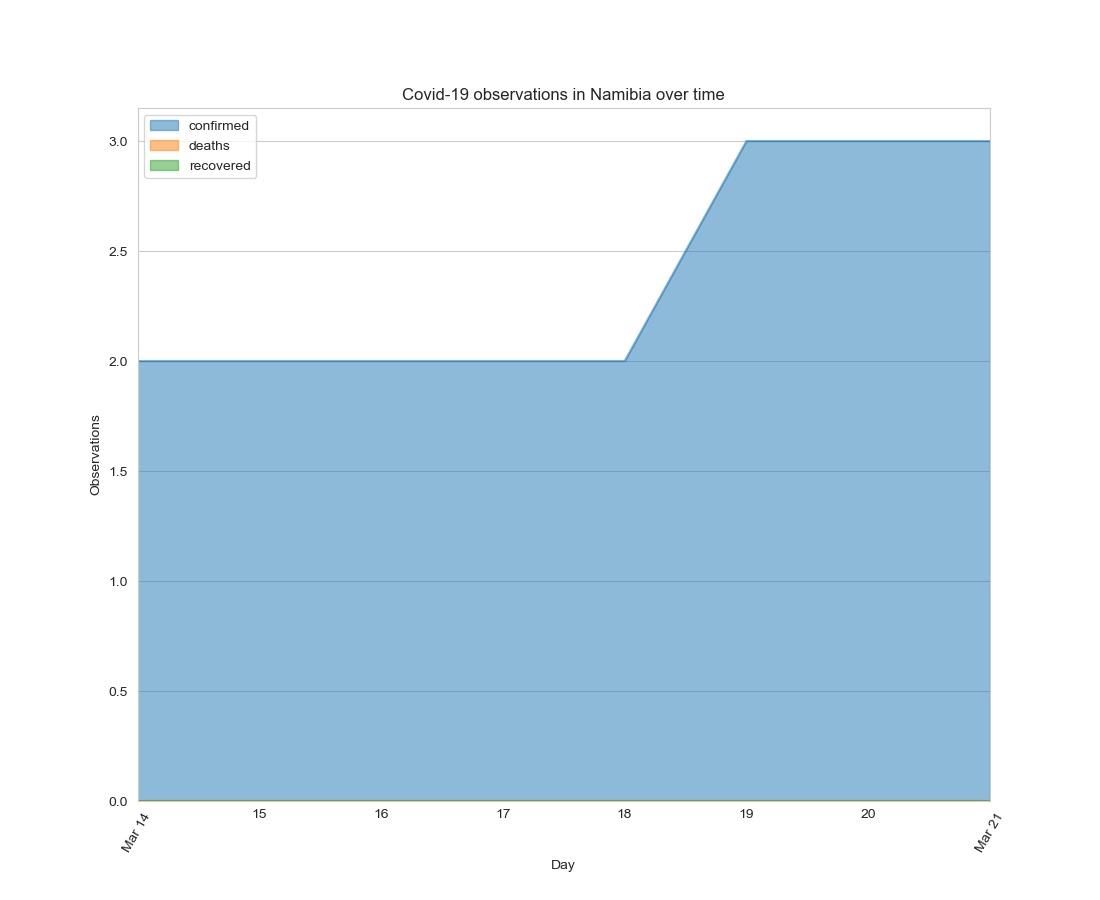 Covid-19 observations in Namibia over time
confirmed
deaths
recovered
3.0
2.5
2.0
1.5
1.0
0.5
0.0
Observations
Mar 14
15
16
17
18
19
20
Mar 21
Day